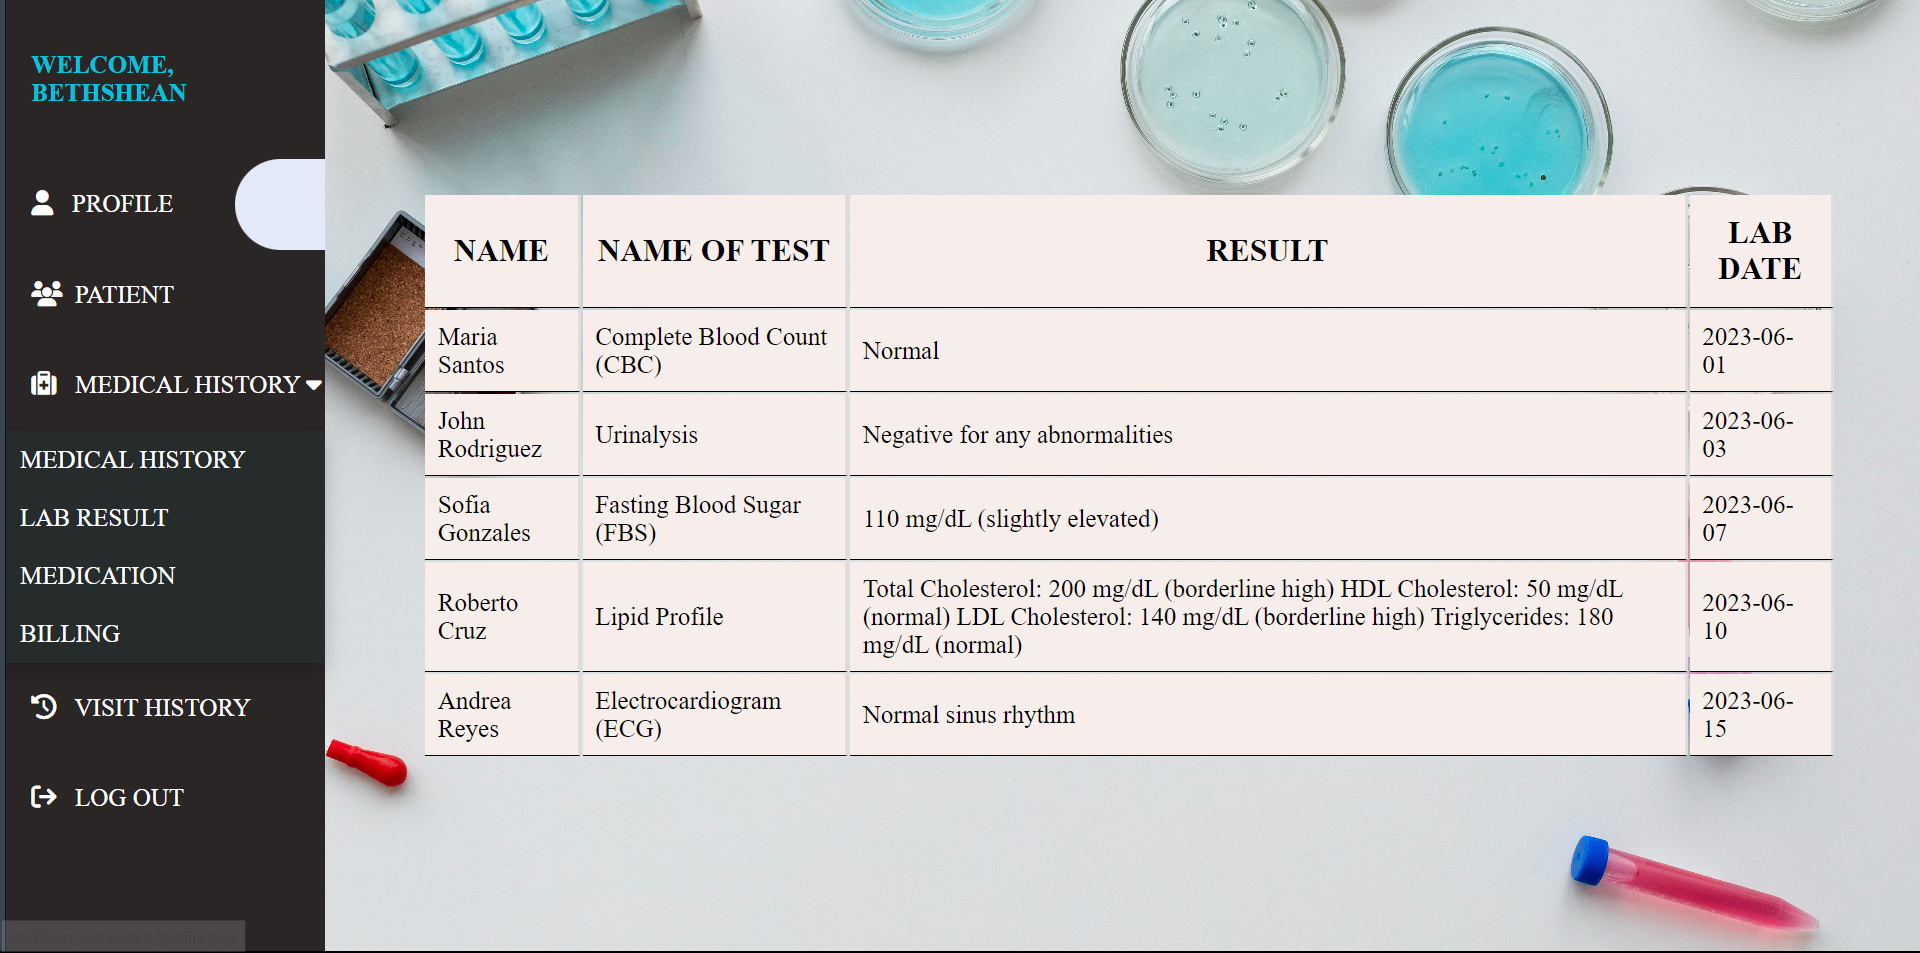 WELCOME,
BETHSHEAN
PROFILE
PATIENT
MEDICAL HISTORY
MEDICAL HISTORY
LAB RESULT
MEDICATION
BILLING
VISIT HISTORY
LOG OUT
NAME
NAME OF TEST
RESULT
LAB
DATE
Maria
Santos
Complete Blood Count
(CBC)
Normal
2023-06-
01
John
Rodriguez
Urinalysis
Negative for any abnormalities
2023-06-
03
Sofia
Gonzales
Fasting Blood Sugar
(FBS)
110 mg/dL (slightly elevated)
2023-06-
07
Roberto
Cruz
Lipid Profile
Total Cholesterol: 200 mg/dL (borderline high) HDL Cholesterol: 50 mg/dL
(normal) LDL Cholesterol: 140 mg/dL (borderline high) Triglycerides: 180
mg/dL (normal)
2023-06-
10
Andrea
Reyes
Electrocardiogram
(ECG)
Normal sinus rhythm
2023-06-
15
localhost/healthcare/profile.php